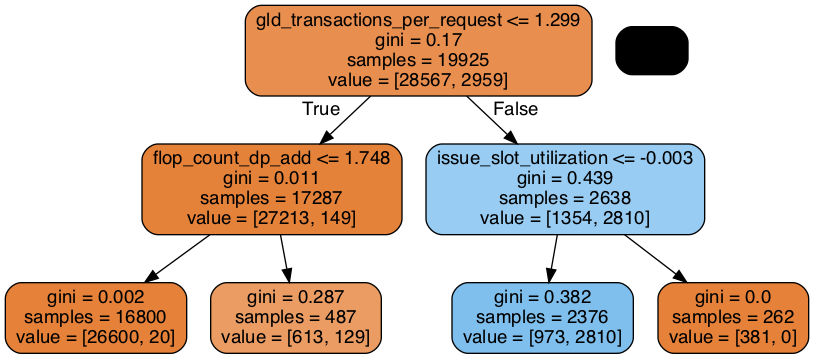 gld_transactions_per_request <= 1.299
gini = 0.17
samples = 19925
value = [28567, 2959]
True
False
flop_count_dp_add <= 1.748
gini = 0.011
samples = 17287
value = [27213, 149]
issue_slot_utilization <= -0.003
gini = 0.439
samples = 2638
value = [1354, 2810]
gini = 0.002
samples = 16800
value = [26600, 20]
gini = 0.287
samples = 487
value = [613, 129]
gini = 0.382
samples = 2376
value = [973, 2810]
gini = 0.0
samples = 262
value = [381, 0]